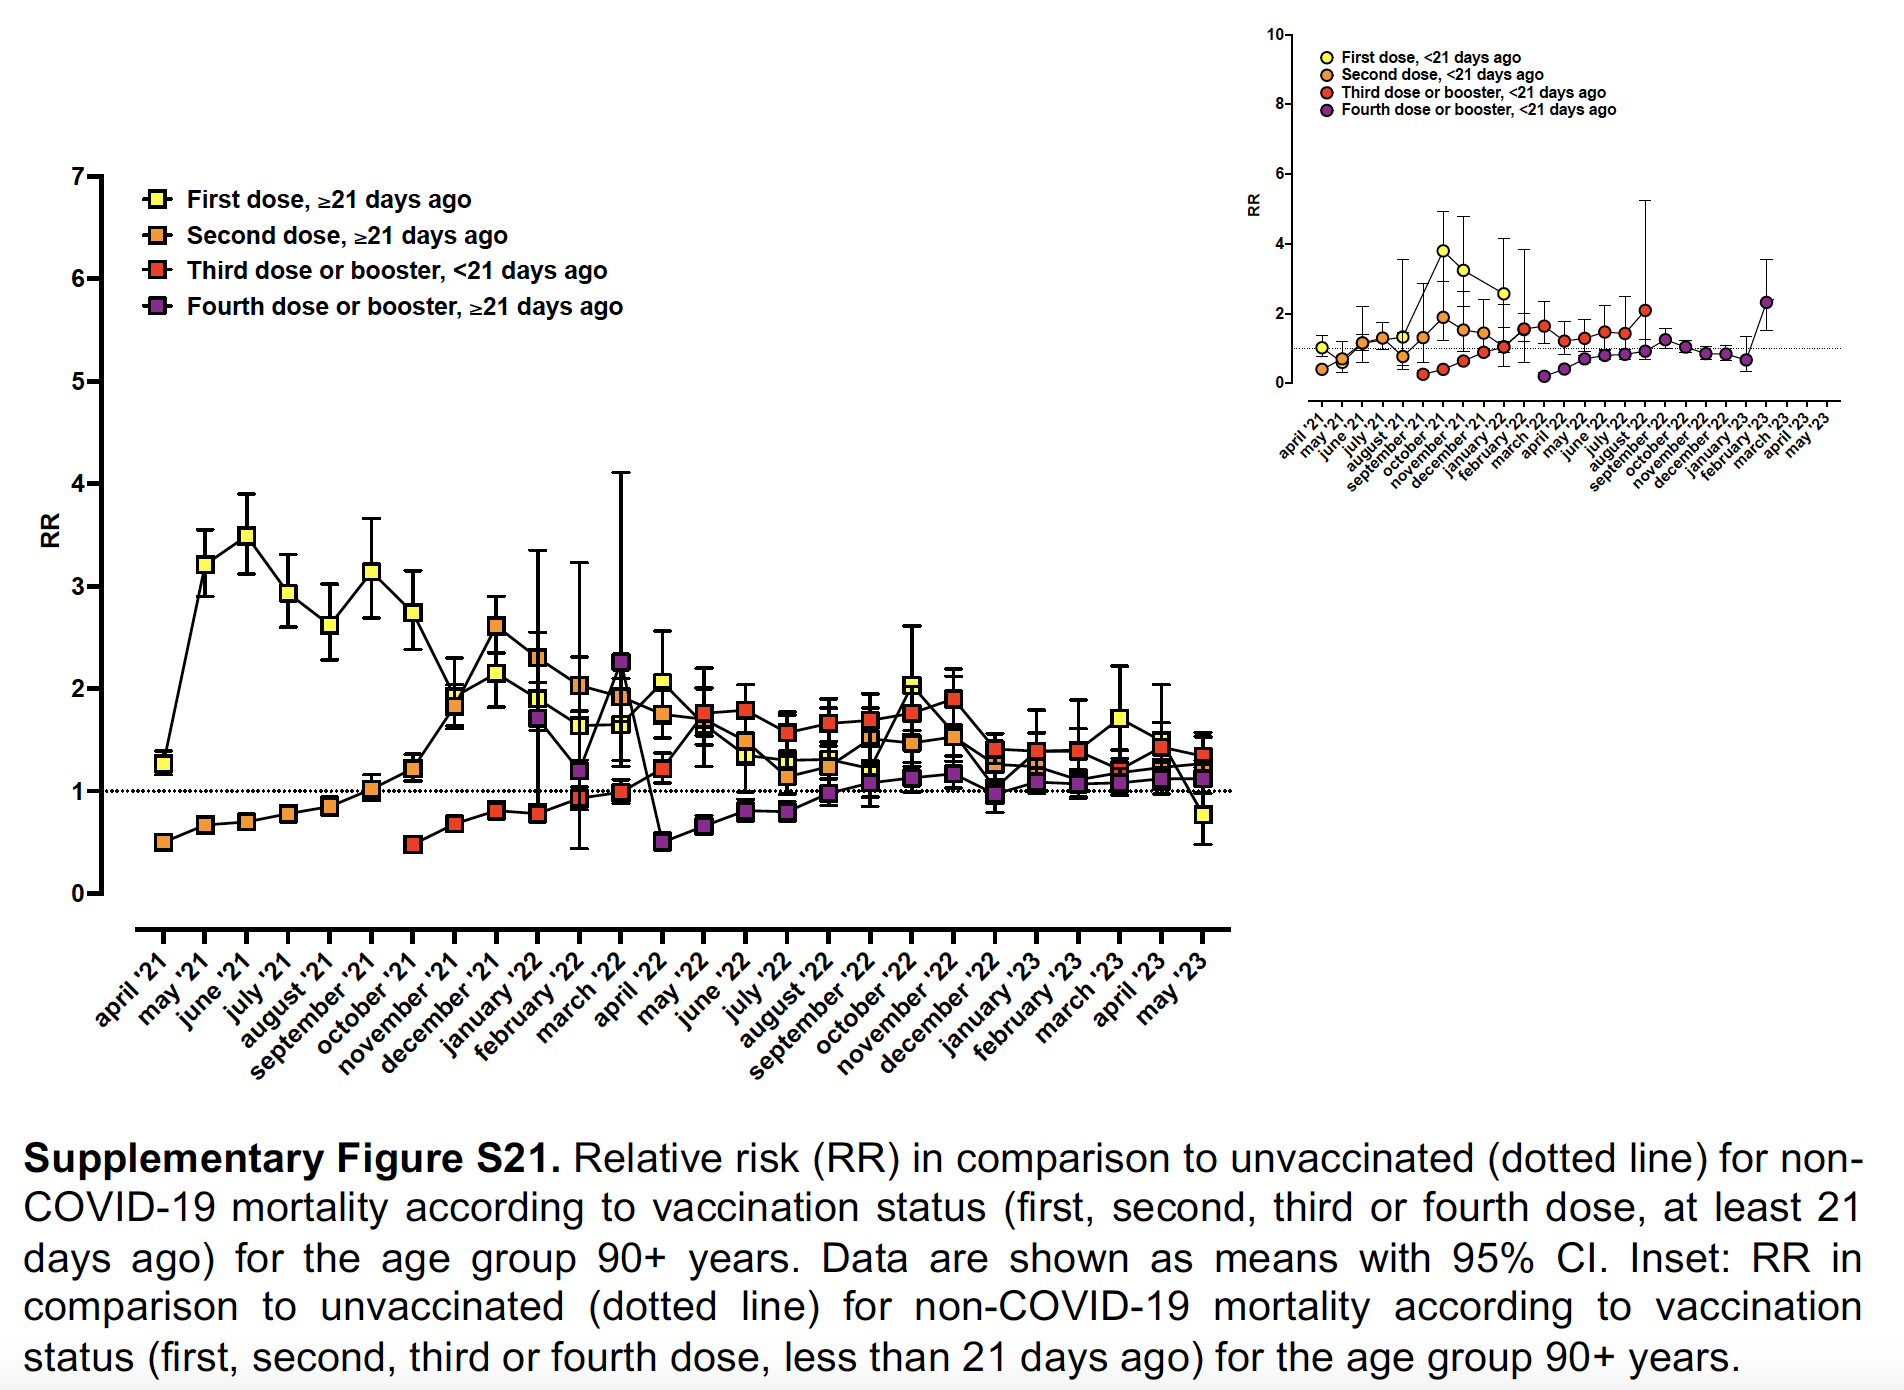 10
8
6
4
2
0
RR
First dose, <21 days ago
Second dose, <21 days ago
Third dose or booster, <21 days ago
Fourth dose or booster, <21 days ago
april '21
may '21
june '21
july '21
august '21
september '21
october '21
november '21
december '21
january '22
february '22
march '22
april '22
may '22
june '22
july '22
august '22
september '22
october '22
november '22
december '22
january '23
february '23
march '23
april '23
may '23
7
6
5
4
3
2
1
0
RR
First dose, ≥21 days ago
Second dose, ≥21 days ago
Third dose or booster, <21 days ago
Fourth dose or booster, ≥21 days ago
april '21
may '21
june '21
july '21
august '21
september '21
october '21
november '21
december '21
january '22
february '22
march '22
april '22
may '22
june '22
july '22
august '22
september '22
october '22
november '22
december '22
january '23
february '23
march '23
april '23
may '23
Supplementary Figure S21. Relative risk (RR) in comparison to unvaccinated (dotted line) for non-
COVID-19 mortality according to vaccination status (first, second, third or fourth dose, at least 21
days ago) for the age group 90+ years. Data are shown as means with 95% CI. Inset: RR in
comparison to unvaccinated (dotted line) for non-COVID-19 mortality according to vaccination
status (first, second, third or fourth dose, less than 21 days ago) for the age group 90+ years.